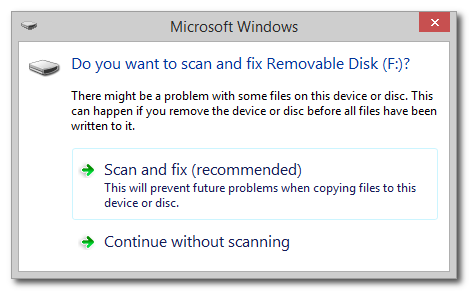 Microsoft Windows
Do you want to scan and fix Removable Disk (F:)?
There might be a problem with some files on this device or disc. This
can happen if you remove the device or disc before all files have been
written to it.
Scan and fix (recommended)
This will prevent future problems when copying files to this
device or disc.
Continue without scanning